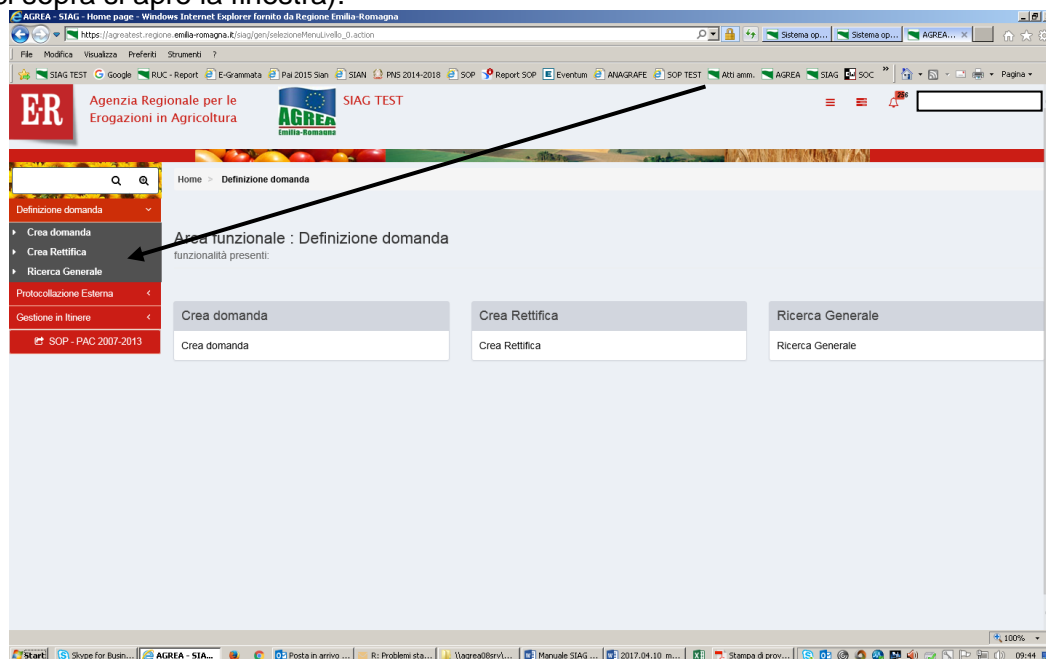 ci sopra si apre la finestra).
AGREA - SIAG - Home page - Windows Internet Explorer fornito da Regione Emilia-Romagna
https://agreatest.regione.emilia-romagna.it/siag/gen/selezioneMenuLivello_0.action
Sistema op... Sistema op... AGREA... ×
File Modifica Visualizza Preferiti Strumenti ?
SIAG TEST Google RUC - Report E-Grammata Pai 2015 Sian SIAN PNS 2014-2018 SOP Report SOP Eventum ANAGRAFE SOP TEST Atti amm. AGREA SIAG SOC » Pagina
E·R Agenzia Regionale per le
Erogazioni in Agricoltura
AGREA
Emilia-Romagna
SIAG TEST
256
Home > Definizione domanda
Definizione domanda
Crea domanda
Crea Rettifica
Ricerca Generale
Protocollazione Esterna
Gestione in Itinere
SOP - PAC 2007-2013
Area funzionale : Definizione domanda
funzionalità presenti:
Crea domanda Crea Rettifica Ricerca Generale
Crea domanda Crea Rettifica Ricerca Generale
100%
Start Skype for Busin... AGREA - SIA... Posta in arrivo ... R: Problemi sta... \\agrea08srv\... Manuale SIAG ... 2017.04.10 m... Stampa di prov... 09:44